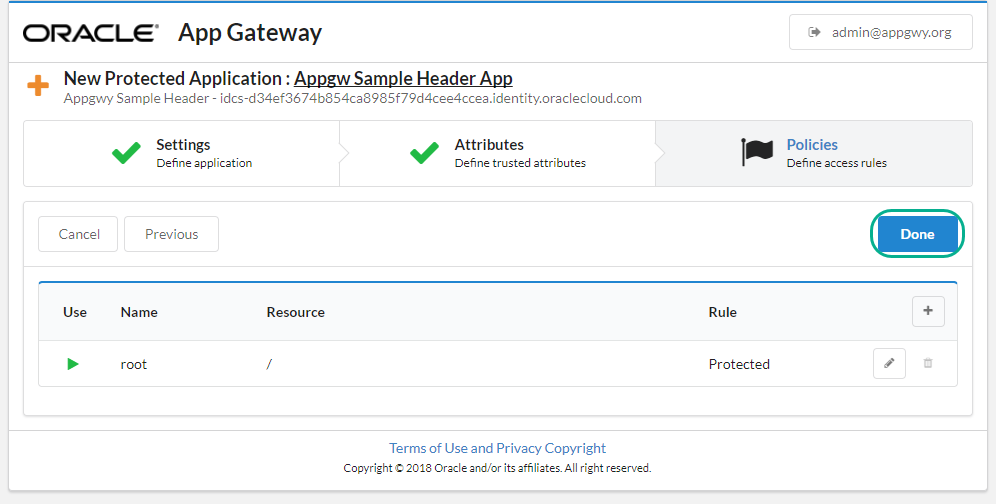 ORACLE® App Gateway
admin@appgwy.org
New Protected Application : Appgw Sample Header App
Appgwy Sample Header - idcs-d34ef3674b854ca8985f79d4cee4ccea.identity.oraclecloud.com
Settings
Define application
Attributes
Define trusted attributes
Policies
Define access rules
Cancel
Previous
Done
Use Name Resource Rule
root / Protected
Terms of Use and Privacy Copyright
Copyright © 2018 Oracle and/or its affiliates. All right reserved.